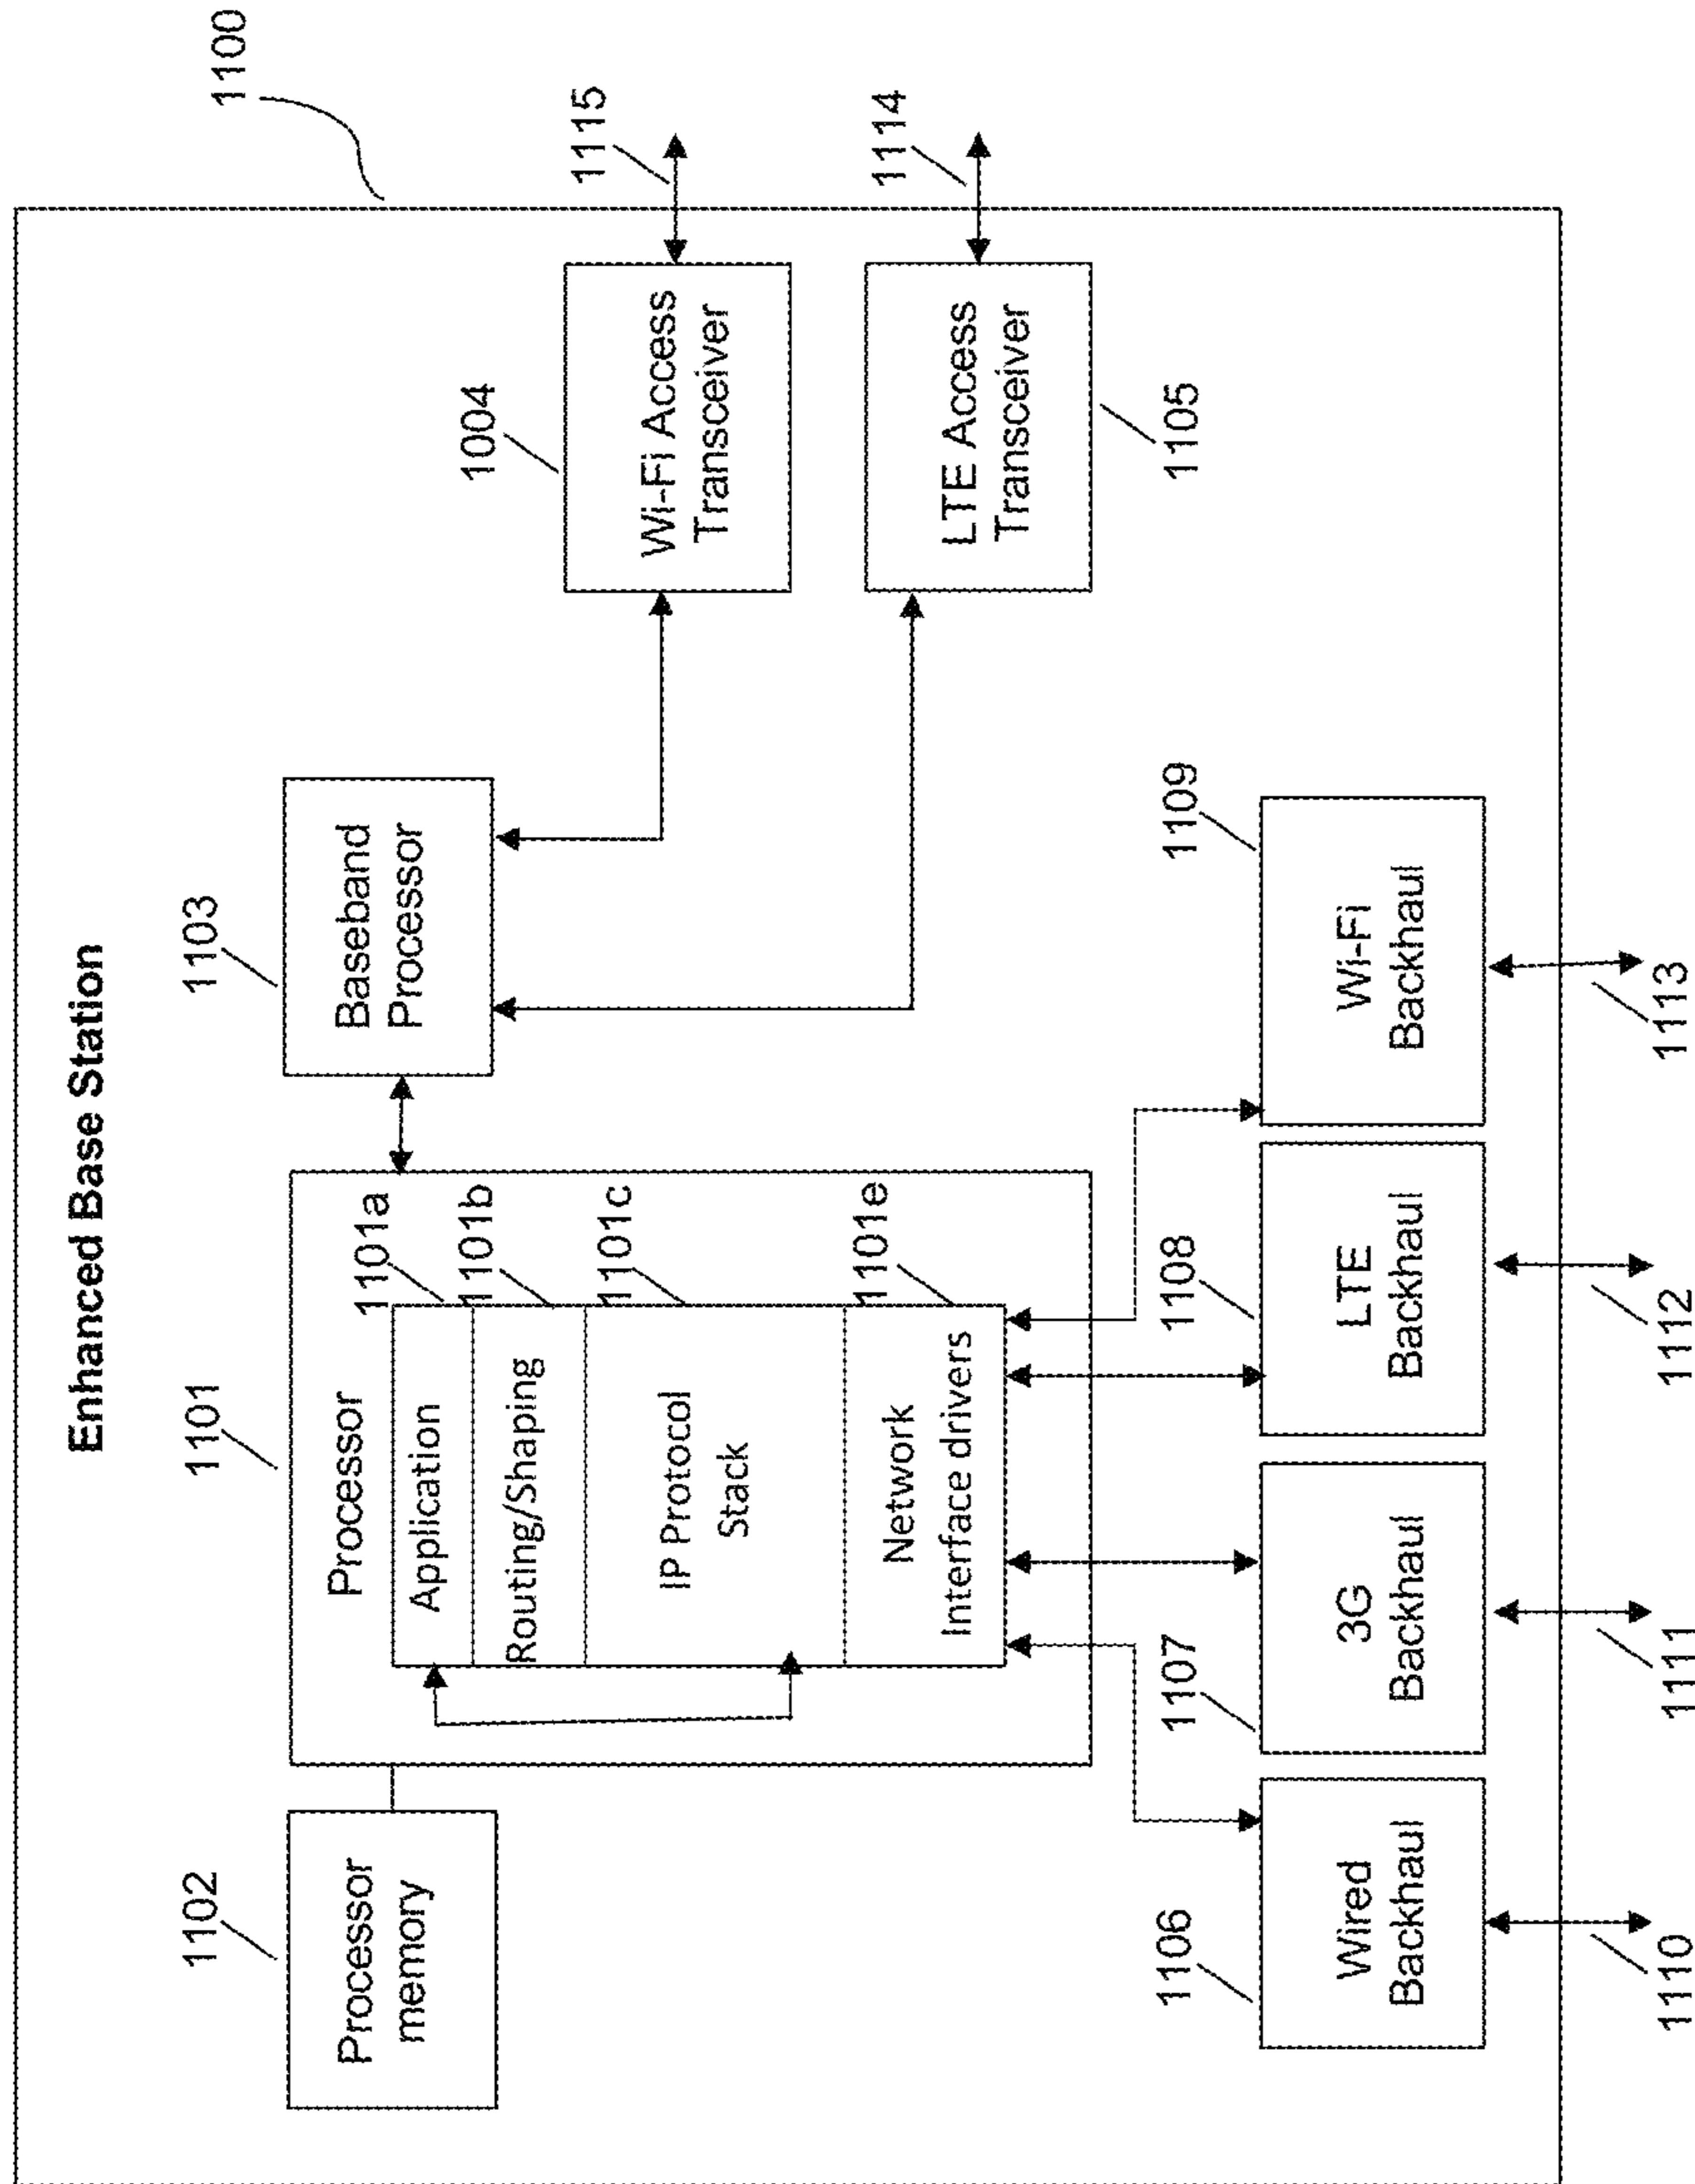 Enhanced Base Station
1100
1102
Processor
memory
1101
Processor
1101a
Application
1101b
Routing/Shaping
1101c
IP Protocol
Stack
1101e
Network
Interface drivers
1103
Baseband
Processor
1004
Wi-Fi Access
Transceiver
1115
LTE Access
Transceiver
1105
1114
1106
Wired
Backhaul
1107
3G
Backhaul
1108
LTE
Backhaul
1109
Wi-Fi
Backhaul
1110
1111
1112
1113